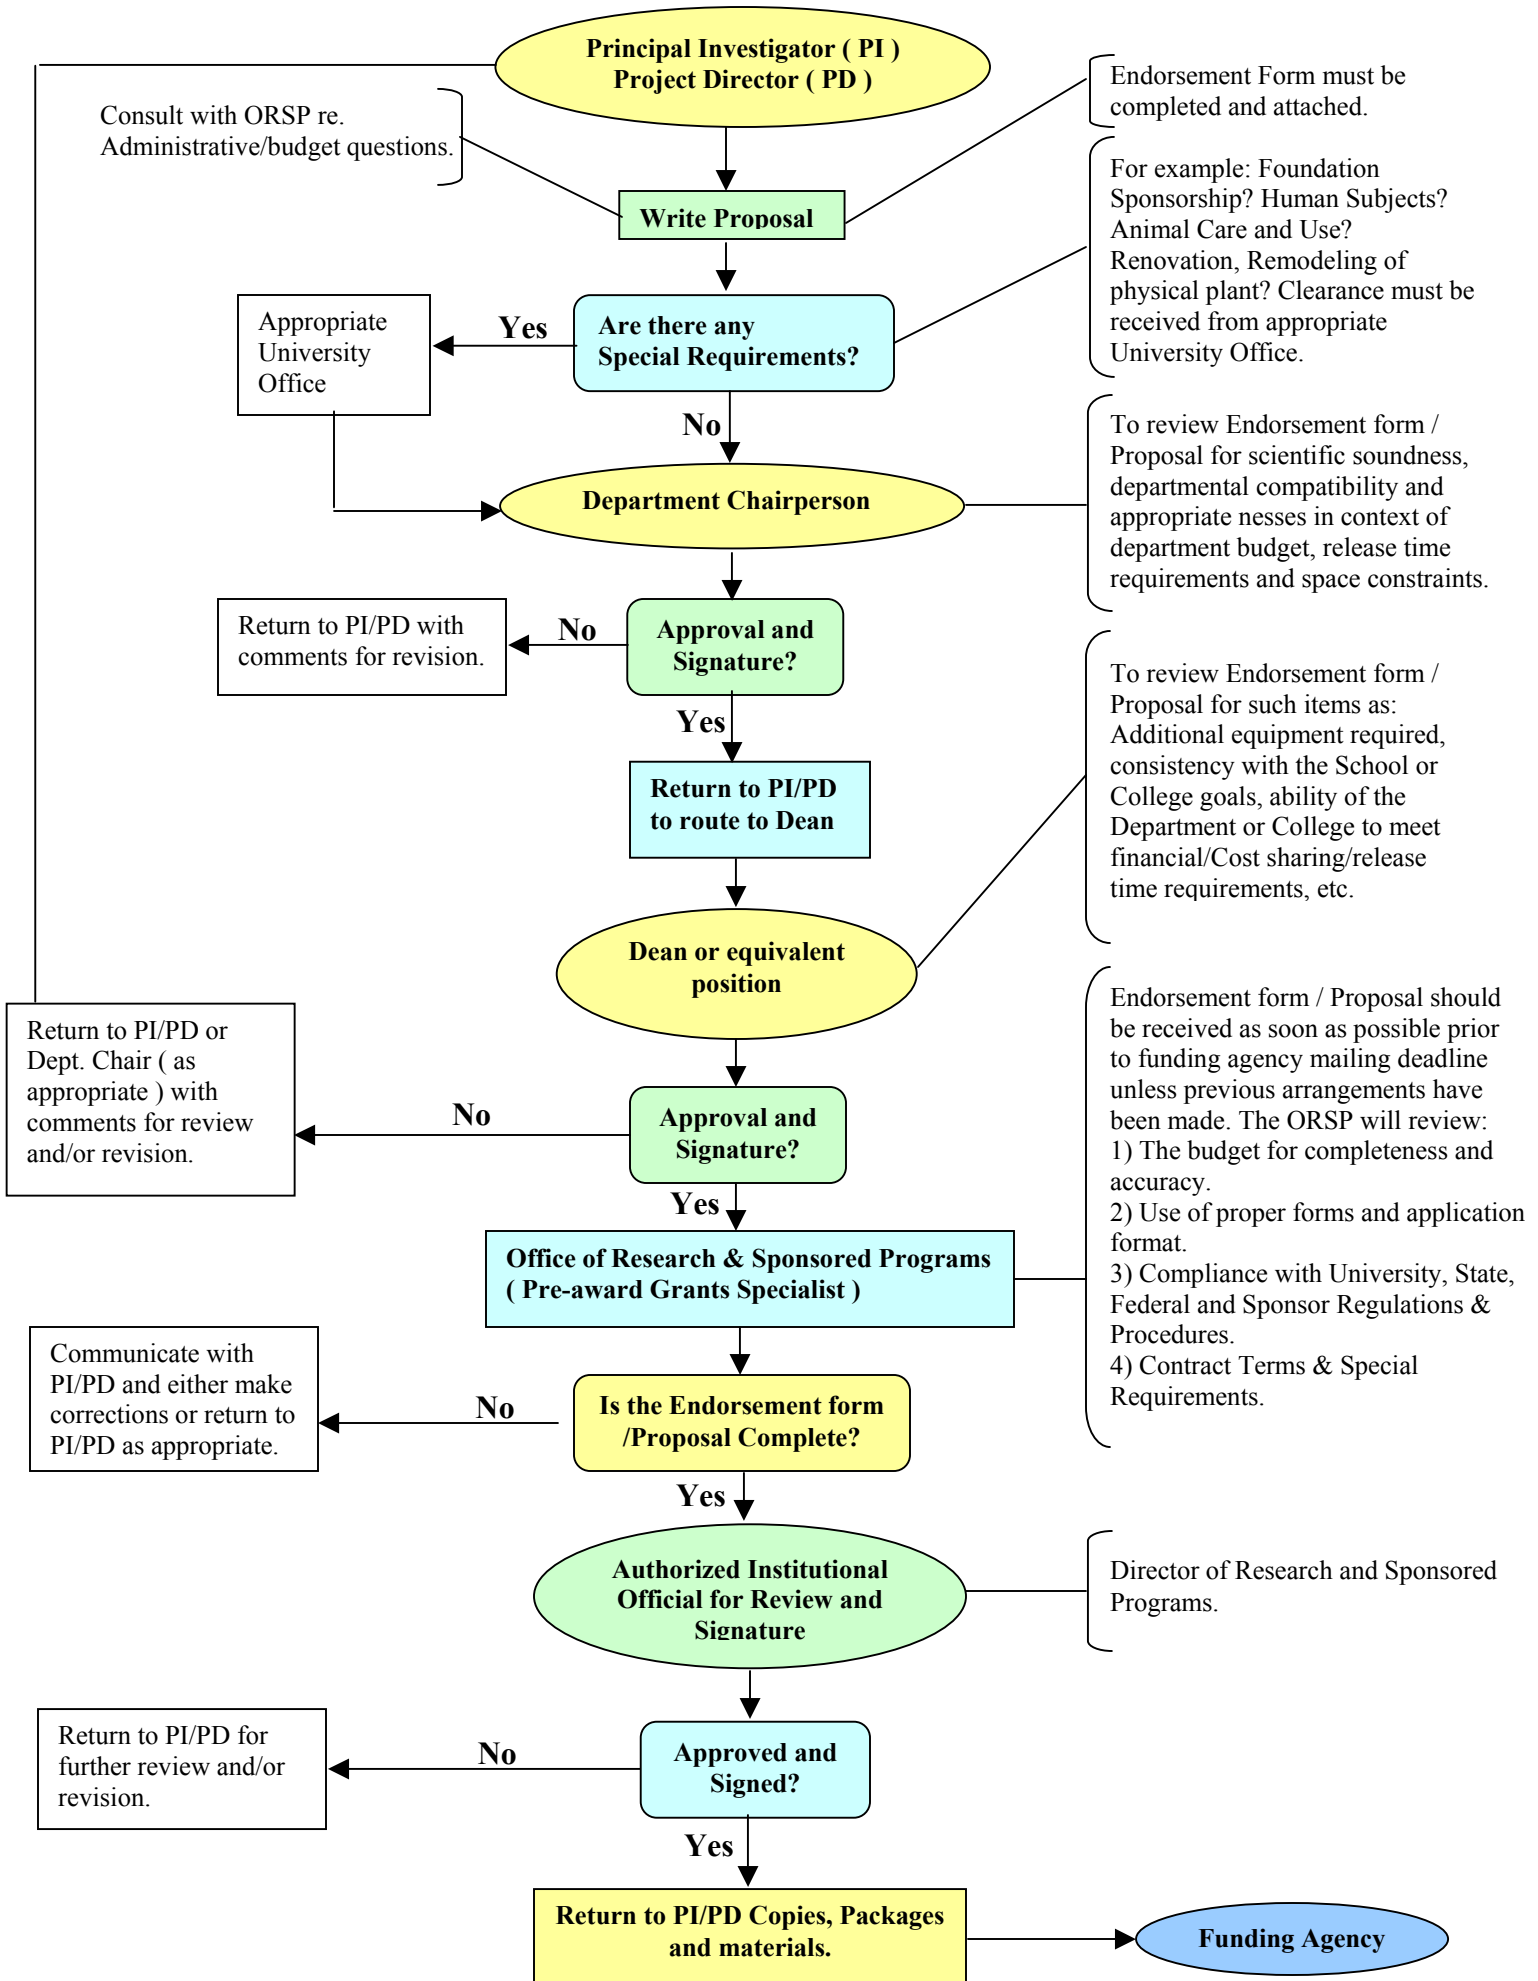 Principal Investigator ( PI )
Project Director ( PD )
Endorsement Form must be
completed and attached.
Consult with ORSP re.
Administrative/budget questions.
For example: Foundation
Sponsorship? Human Subjects?
Animal Care and Use?
Renovation, Remodeling of
physical plant? Clearance must be
received from appropriate
University Office.
Write Proposal
Appropriate
University
Office
Yes
Are there any
Special Requirements?
No
To review Endorsement form /
Proposal for scientific soundness,
departmental compatibility and
appropriate nesses in context of
department budget, release time
requirements and space constraints.
Department Chairperson
Return to PI/PD with
comments for revision.
No
Approval and
Signature?
Yes
To review Endorsement form /
Proposal for such items as:
Additional equipment required,
consistency with the School or
College goals, ability of the
Department or College to meet
financial/Cost sharing/release
time requirements, etc.
Return to PI/PD
to route to Dean
Dean or equivalent
position
Return to PI/PD or
Dept. Chair ( as
appropriate ) with
comments for review
and/or revision.
No
Approval and
Signature?
Yes
Endorsement form / Proposal should
be received as soon as possible prior
to funding agency mailing deadline
unless previous arrangements have
been made. The ORSP will review:
1) The budget for completeness and
accuracy.
2) Use of proper forms and application
format.
3) Compliance with University, State,
Federal and Sponsor Regulations &
Procedures.
4) Contract Terms & Special
Requirements.
Office of Research & Sponsored Programs
( Pre-award Grants Specialist )
Communicate with
PI/PD and either make
corrections or return to
PI/PD as appropriate.
No
Is the Endorsement form
/Proposal Complete?
Yes
Authorized Institutional
Official for Review and
Signature
Director of Research and Sponsored
Programs.
Return to PI/PD for
further review and/or
revision.
No
Approved and
Signed?
Yes
Return to PI/PD Copies, Packages
and materials.
Funding Agency